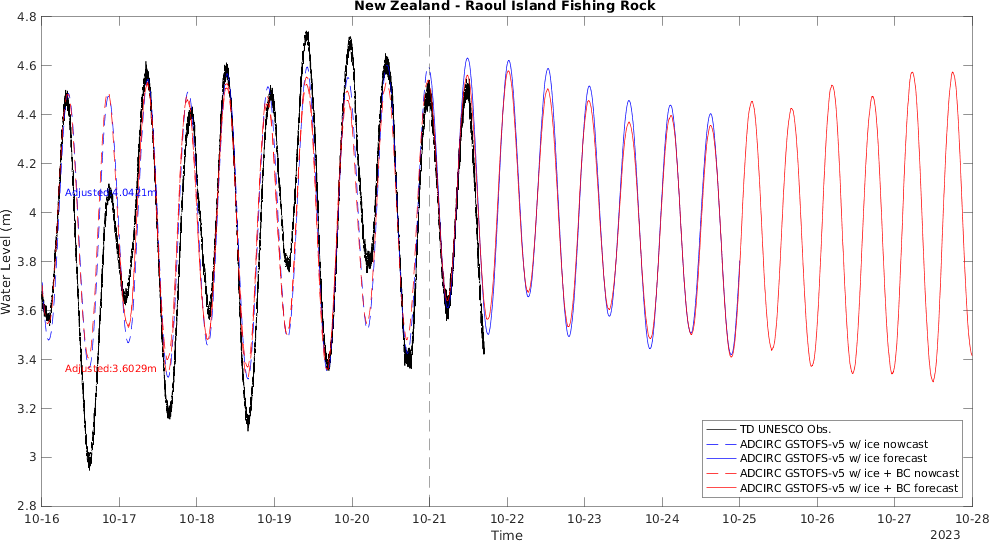 New Zealand - Raoul Island Fishing Rock
Water Level (m)
4.8
4.6
4.4
4.2
4
3.8
3.6
3.4
3.2
3
2.8
Adjusted:4.0421m
Adjusted:3.6029m
TD UNESCO Obs.
ADCIRC GSTOFS-v5 w/ ice nowcast
ADCIRC GSTOFS-v5 w/ ice forecast
ADCIRC GSTOFS-v5 w/ ice + BC nowcast
ADCIRC GSTOFS-v5 w/ ice + BC forecast
10-16 10-17 10-18 10-19 10-20 10-21 10-22 10-23 10-24 10-25 10-26 10-27 10-28
Time
2023